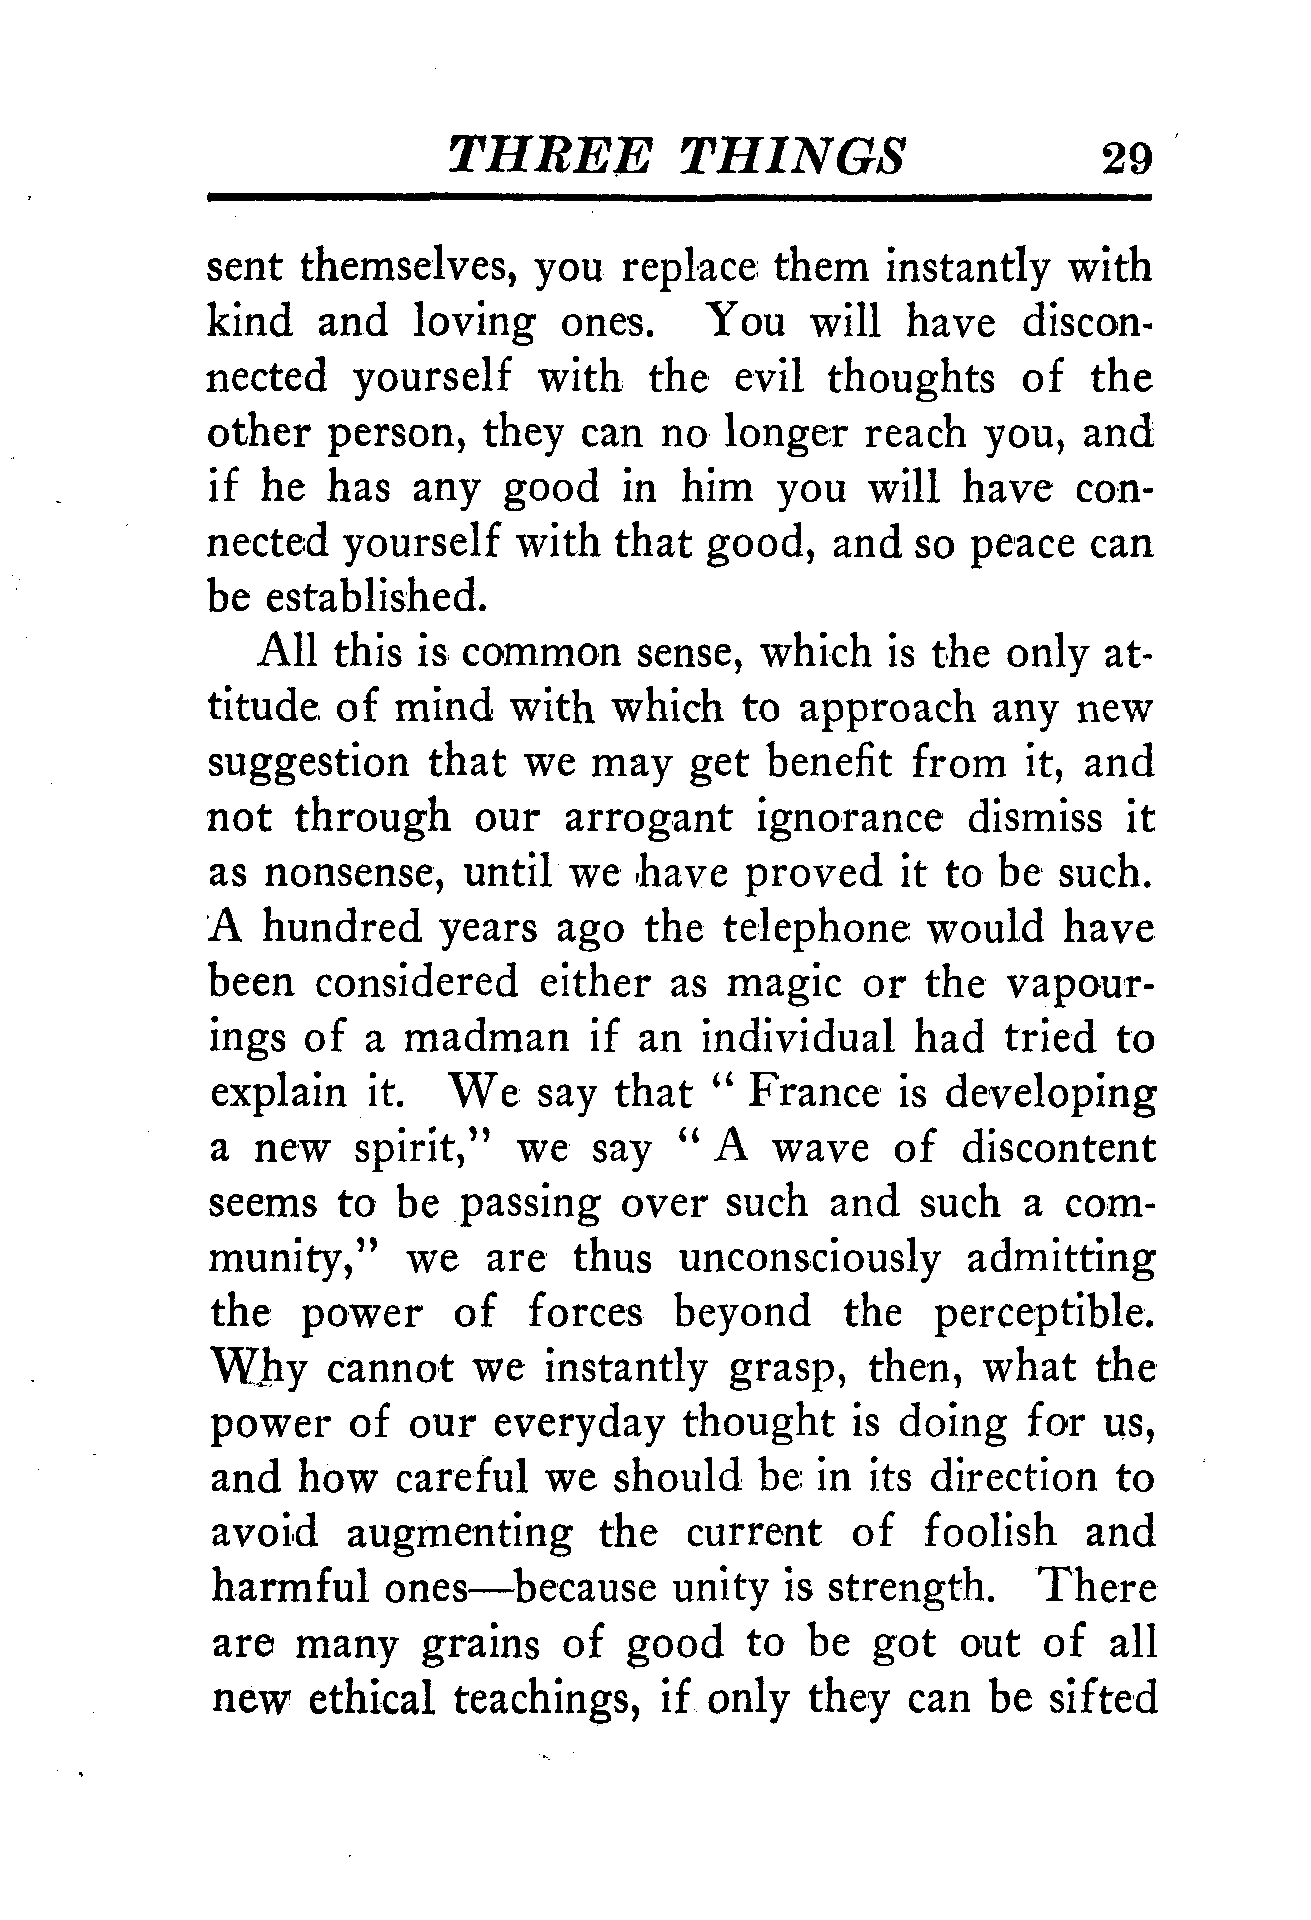 THREE THINGS 29
sent themselves, you replace them instantly with
kind and loving ones. You will have discon-
nected yourself with the evil thoughts of the
other person, they can no longer reach you, and
if he has any good in him you will have con-
nected yourself with that good, and so peace can
be established.
All this is common sense, which is the only at-
titude of mind with which to approach any new
suggestion that we may get benefit from it, and
not through our arrogant ignorance dismiss it
as nonsense, until we have proved it to be such.
A hundred years ago the telephone would have
been considered either as magic or the vapour-
ings of a madman if an individual had tried to
explain it. We say that " France is developing
a new spirit," we say " A wave of discontent
seems to be passing over such and such a com-
munity," we are thus unconsciously admitting
the power of forces beyond the perceptible.
Why cannot we instantly grasp, then, what the
power of our everyday thought is doing for us,
and how careful we should be in its direction to
avoid augmenting the current of foolish and
harmful ones—because unity is strength. There
are many grains of good to be got out of all
new ethical teachings, if only they can be sifted